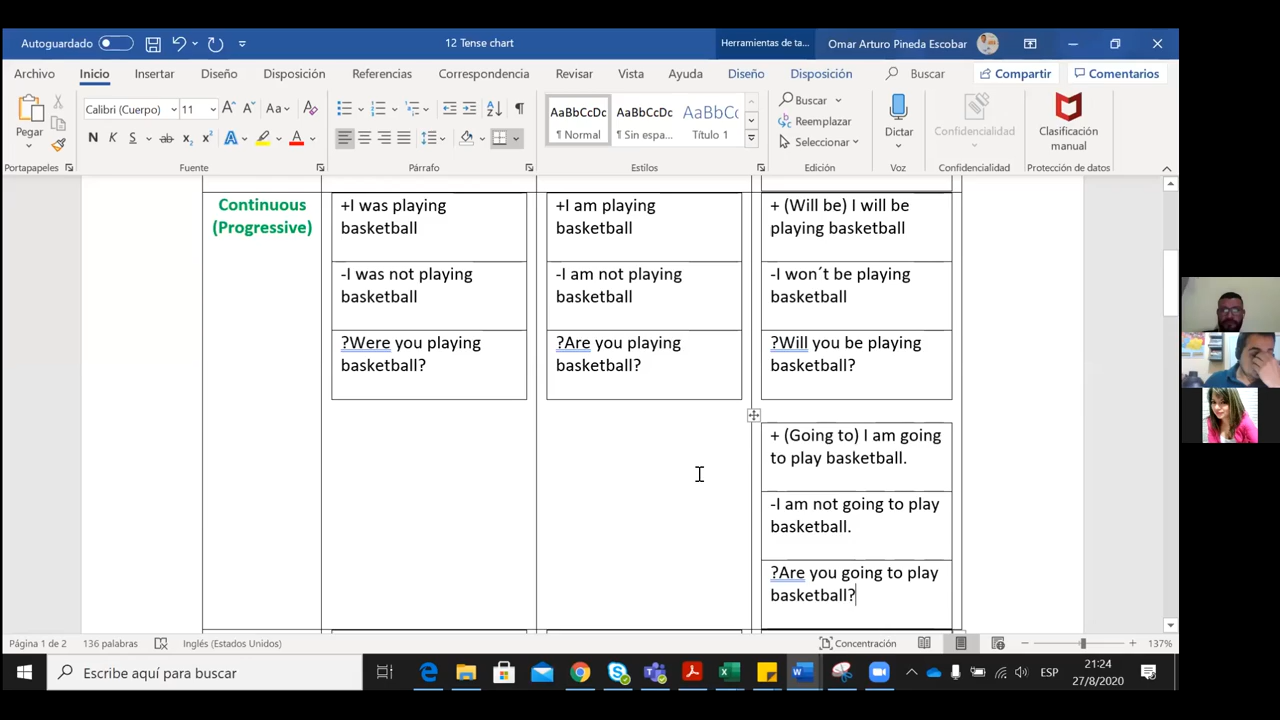 Autoguardado
12 Tense chart
Herramientas de ta...
Omar Arturo Pineda Escobar
Archivo Inicio Insertar Diseño Disposición Referencias Correspondencia Revisar Vista Ayuda Diseño Disposición Buscar Compartir Comentarios
Pegar
Portapapeles
Calibri (Cuerpo) 11
N K S ab x₂ x²
Fuente
Párrafo
AaBbCcDc AaBbCcDc AaBbCc
¶ Normal ¶ Sin espa... Título 1
Estilos
Buscar
Reemplazar
Seleccionar
Edición
Dictar
Voz
Confidencialidad
Confidencialidad
Clasificación
manual
Protección de datos
Continuous
(Progressive)
+I was playing
basketball
-I was not playing
basketball
?Were you playing
basketball?
+I am playing
basketball
-I am not playing
basketball
?Are you playing
basketball?
+ (Will be) I will be
playing basketball
-I won´t be playing
basketball
?Will you be playing
basketball?
+ (Going to) I am going
to play basketball.
-I am not going to play
basketball.
?Are you going to play
basketball?
Página 1 de 2 136 palabras Inglés (Estados Unidos) Concentración 137%
Escribe aquí para buscar
ESP
21:24
27/8/2020